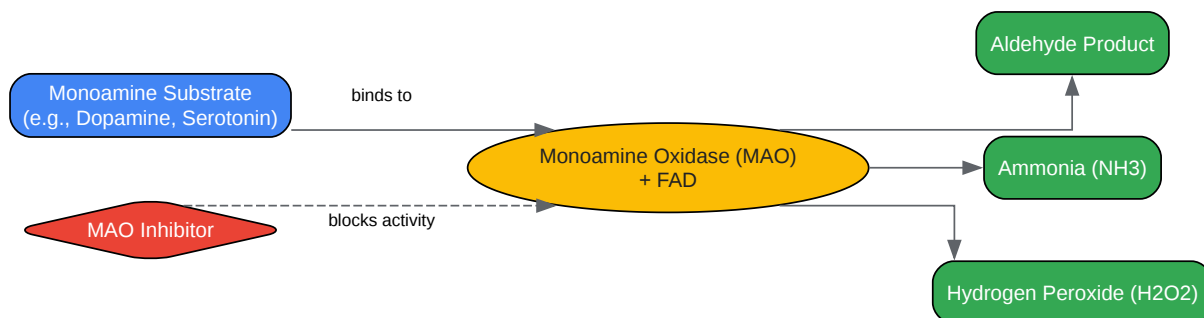 Aldehyde Product
Monoamine Substrate
(e.g., Dopamine, Serotonin)
binds to
Monoamine Oxidase (MAO)
+ FAD
Ammonia (NH3)
MAO Inhibitor
blocks activity
Hydrogen Peroxide (H2O2)